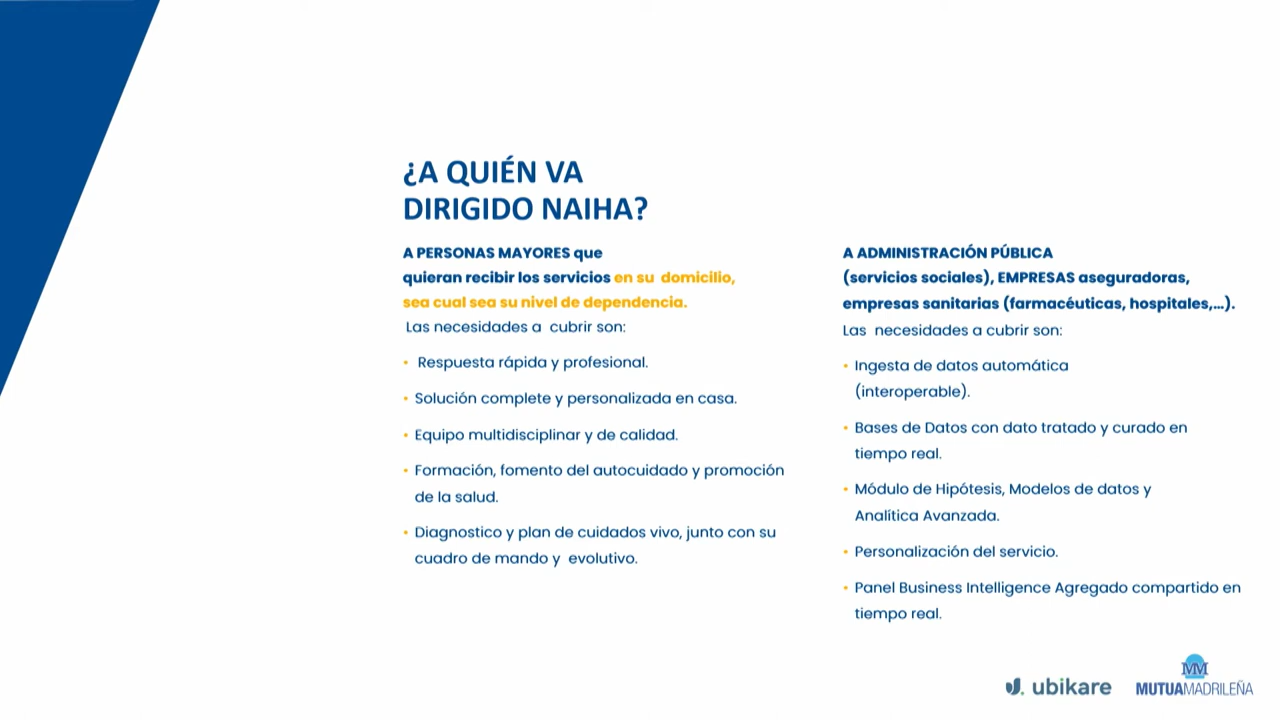 ¿A QUIÉN VA
DIRIGIDO NAIHA?
A PERSONAS MAYORES que
quieran recibir los servicios en su domicilio,
sea cual sea su nivel de dependencia.
Las necesidades a cubrir son:
• Respuesta rápida y profesional.
• Solución complete y personalizada en casa.
• Equipo multidisciplinar y de calidad.
• Formación, fomento del autocuidado y promoción
de la salud.
• Diagnostico y plan de cuidados vivo, junto con su
cuadro de mando y evolutivo.
A ADMINISTRACIÓN PÚBLICA
(servicios sociales), EMPRESAS aseguradoras,
empresas sanitarias (farmacéuticas, hospitales,...).
Las necesidades a cubrir son:
• Ingesta de datos automática
(interoperable).
• Bases de Datos con dato tratado y curado en
tiempo real.
• Módulo de Hipótesis, Modelos de datos y
Analítica Avanzada.
• Personalización del servicio.
• Panel Business Intelligence Agregado compartido en
tiempo real.
ubikare
MM
MUTUAMADRILEÑA